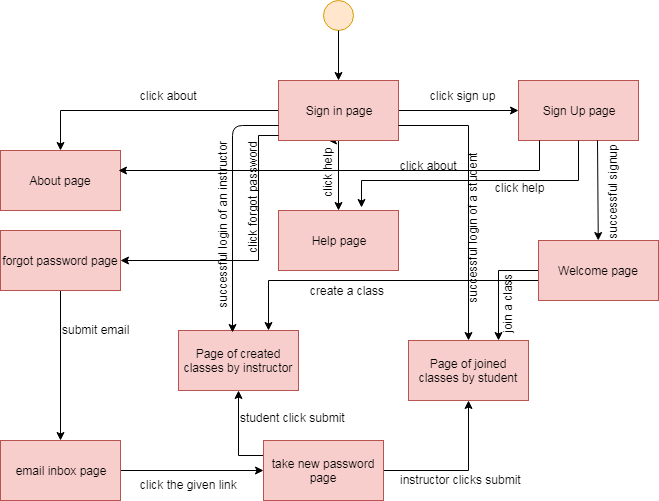 click about
click sign up
Sign in page
Sign Up page
successful login of an instructor
click forgot password
click help
successful login of a student
successful signup
click about
About page
click help
Help page
forgot password page
Welcome page
create a class
join a class
submit email
Page of created
classes by instructor
Page of joined
classes by student
student click submit
email inbox page
take new password
page
click the given link
instructor clicks submit